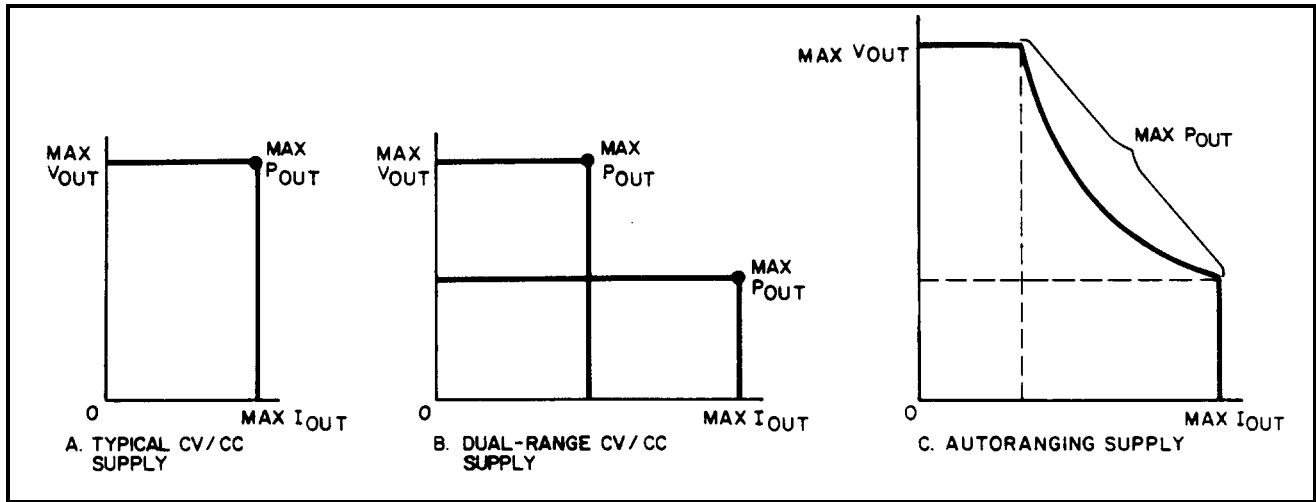 MAX
VOUT
MAX
POUT
0
MAX IOUT
A. TYPICAL CV/CC
SUPPLY
MAX
VOUT
MAX
POUT
MAX
POUT
0
MAX IOUT
B. DUAL-RANGE CV/CC
SUPPLY
MAX VOUT
MAX POUT
0
MAX IOUT
C. AUTORANGING SUPPLY